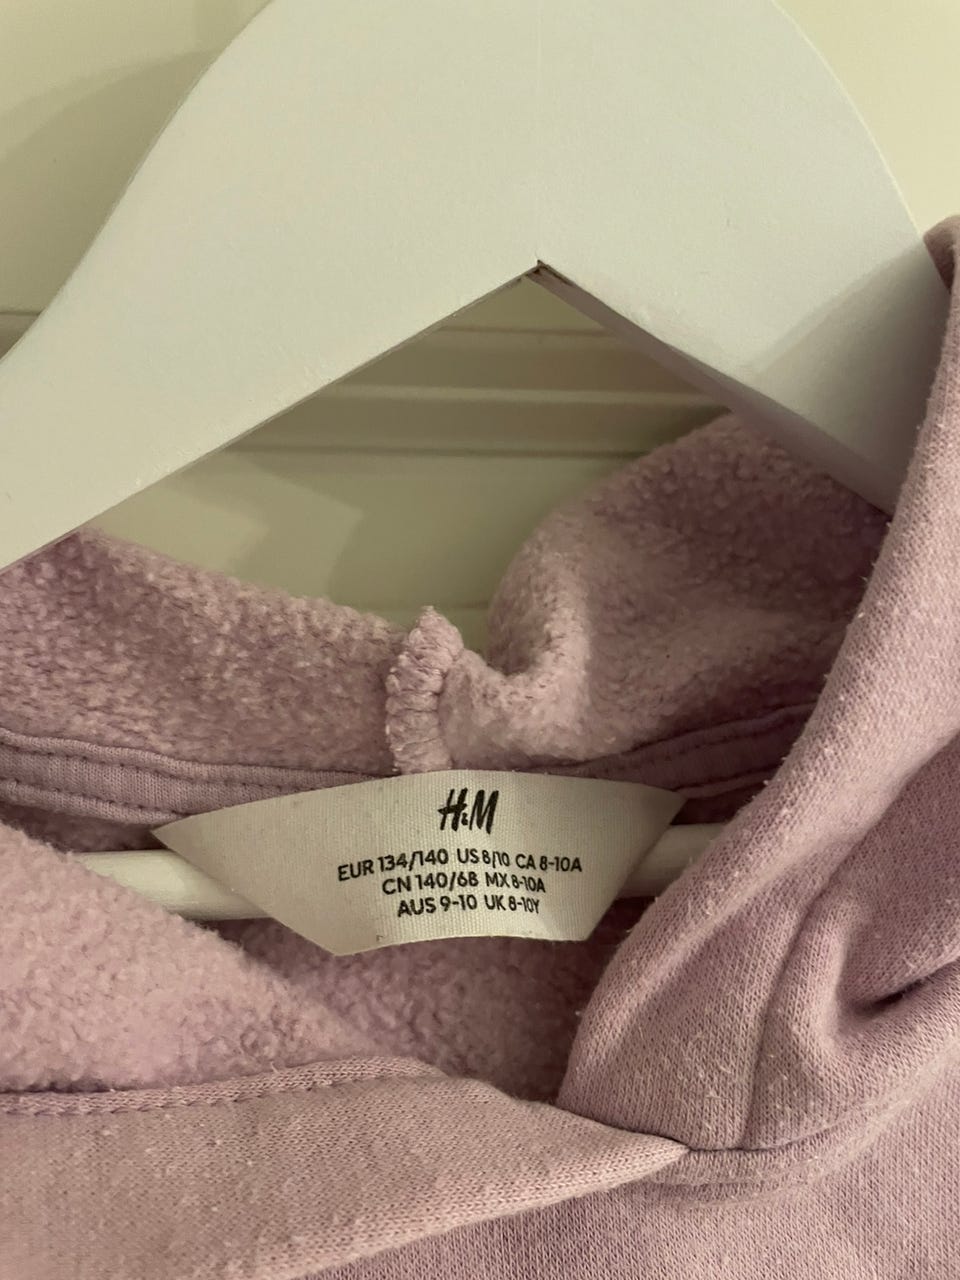 H&M
EUR 134/140 US 8/10 CA 8-10A
CN 140/68 MX 8-10A
AUS 9-10 UK 8-10Y